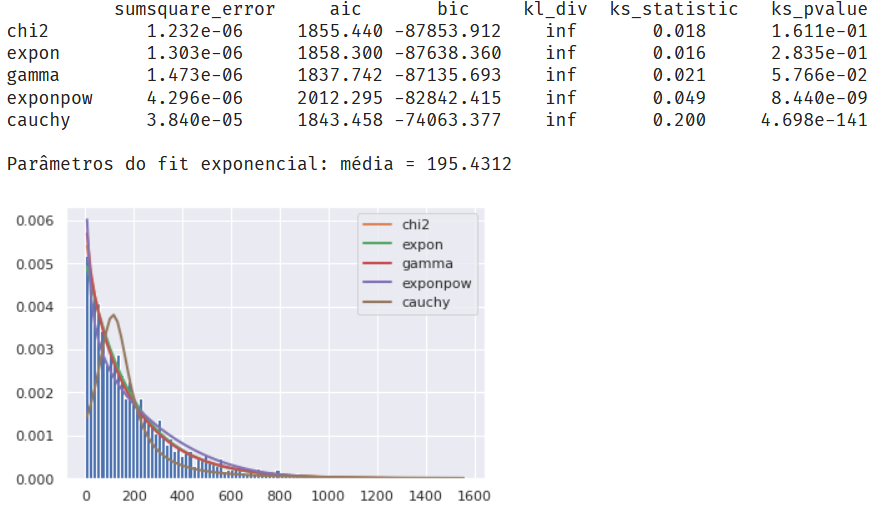 sumsquare_error aic bic kl_div ks_statistic ks_pvalue
chi2 1.232e-06 1855.440 -87853.912 inf 0.018 1.611e-01
expon 1.303e-06 1858.300 -87638.360 inf 0.016 2.835e-01
gamma 1.473e-06 1837.742 -87135.693 inf 0.021 5.766e-02
exponpow 4.296e-06 2012.295 -82842.415 inf 0.049 8.440e-09
cauchy 3.840e-05 1843.458 -74063.377 inf 0.200 4.698e-141
Parâmetros do fit exponencial: média = 195.4312
0.006
0.005
0.004
0.003
0.002
0.001
0.000
chi2
expon
gamma
exponpow
cauchy
0 200 400 600 800 1000 1200 1400 1600